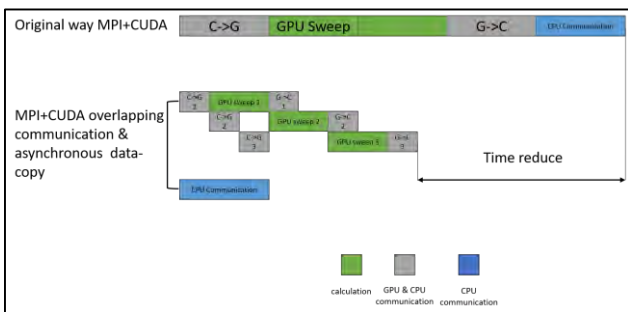 Original way MPI+CUDA
C->G
GPU Sweep
G->C
CPU Communication
C->G
1
GPU sweep 1
G->C
1
MPI+CUDA overlapping
communication &
asynchronous data-
copy
C->G
2
GPU sweep 2
G->C
2
C->G
3
GPU sweep 3
G->C
3
Time reduce
CPU Communication
calculation
GPU & CPU
communication
CPU
communication